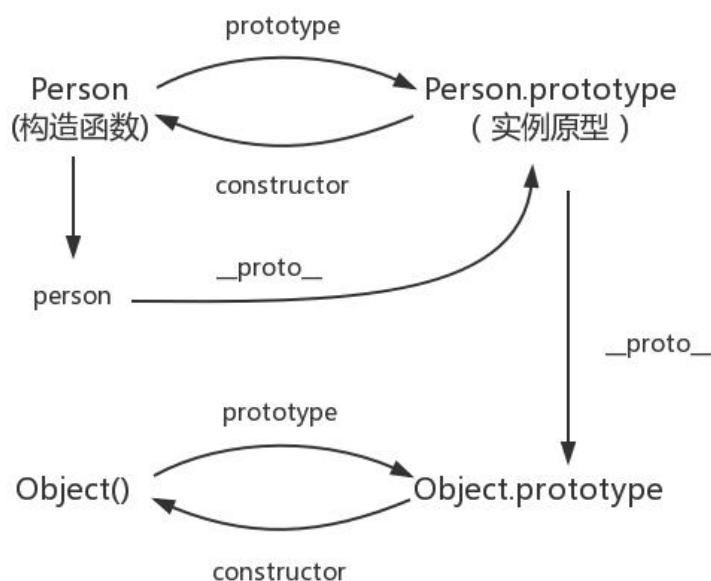 prototype
Person
(构造函数)
Person.prototype
（实例原型）
constructor
__proto__
person
__proto__
prototype
Object()
Object.prototype
constructor